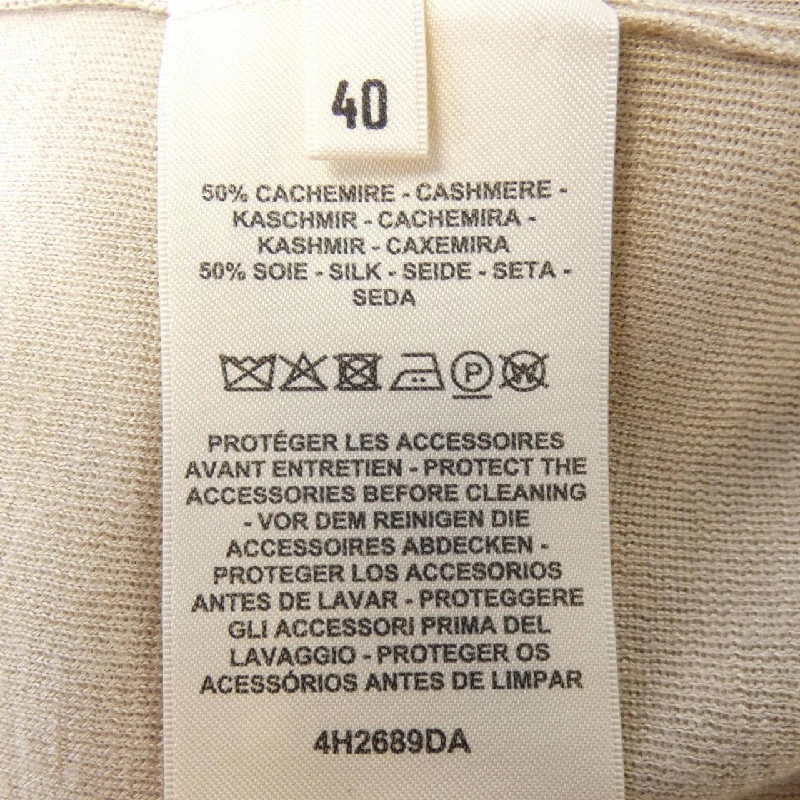 40
50% CACHEMIRE - CASHMERE -
KASCHMIR - CACHEMIRA -
KASHMIR - CAXEMIRA
50% SOIE - SILK - SEIDE - SETA -
SEDA
P W
PROTÉGER LES ACCESSOIRES
AVANT ENTRETIEN - PROTECT THE
ACCESSORIES BEFORE CLEANING
- VOR DEM REINIGEN DIE
ACCESSOIRES ABDECKEN -
PROTEGER LOS ACCESORIOS
ANTES DE LAVAR - PROTEGGERE
GLI ACCESSORI PRIMA DEL
LAVAGGIO - PROTEGER OS
ACESSÓRIOS ANTES DE LIMPAR
4H2689DA